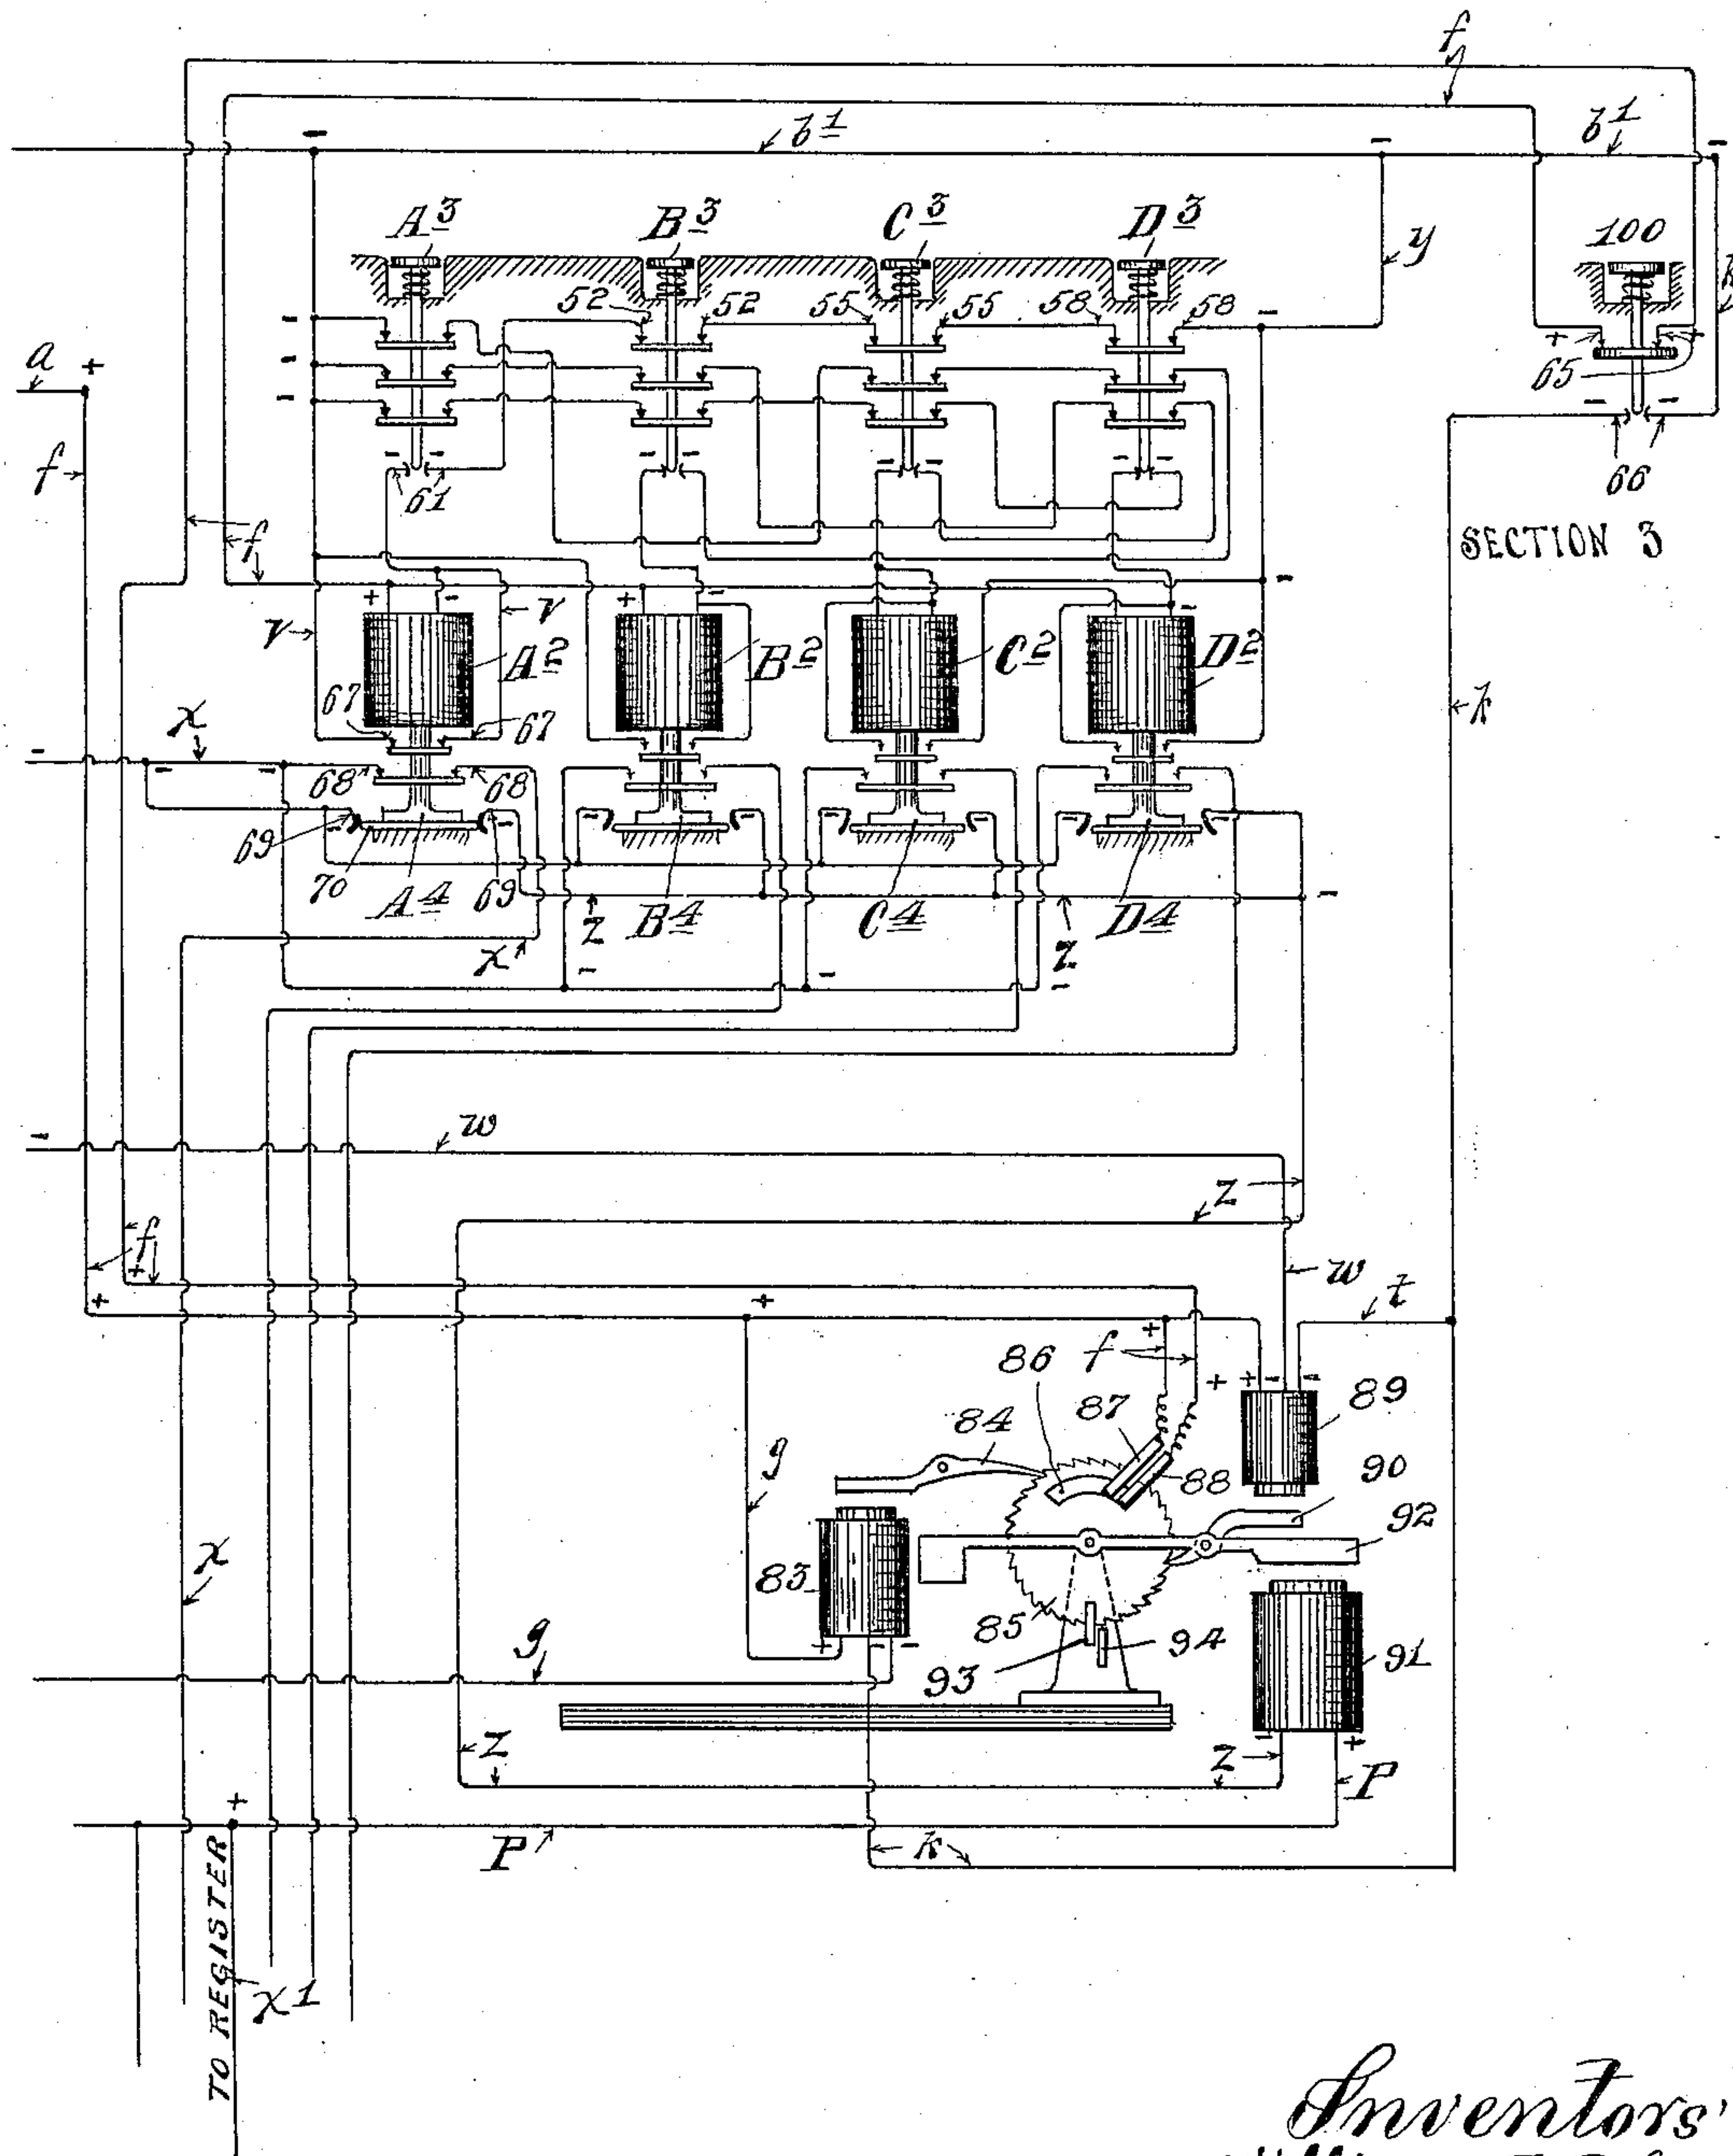 f
b1
b1
A3 B3 C3 D3 100
y
k
52 52 55 55 58 58
a + 65
f
61 66
SECTION 3
f
v v
A2 B2 C2 D2
67 67
k
x
68 68
69 70 A4 69
z B4 C4 z D4
x
w
z
f
w t
f
86 87 89
84 88 90
g
92
x
83
85
g 93 94 91
z z P
P k
TO REGISTER
x1
Inventors'